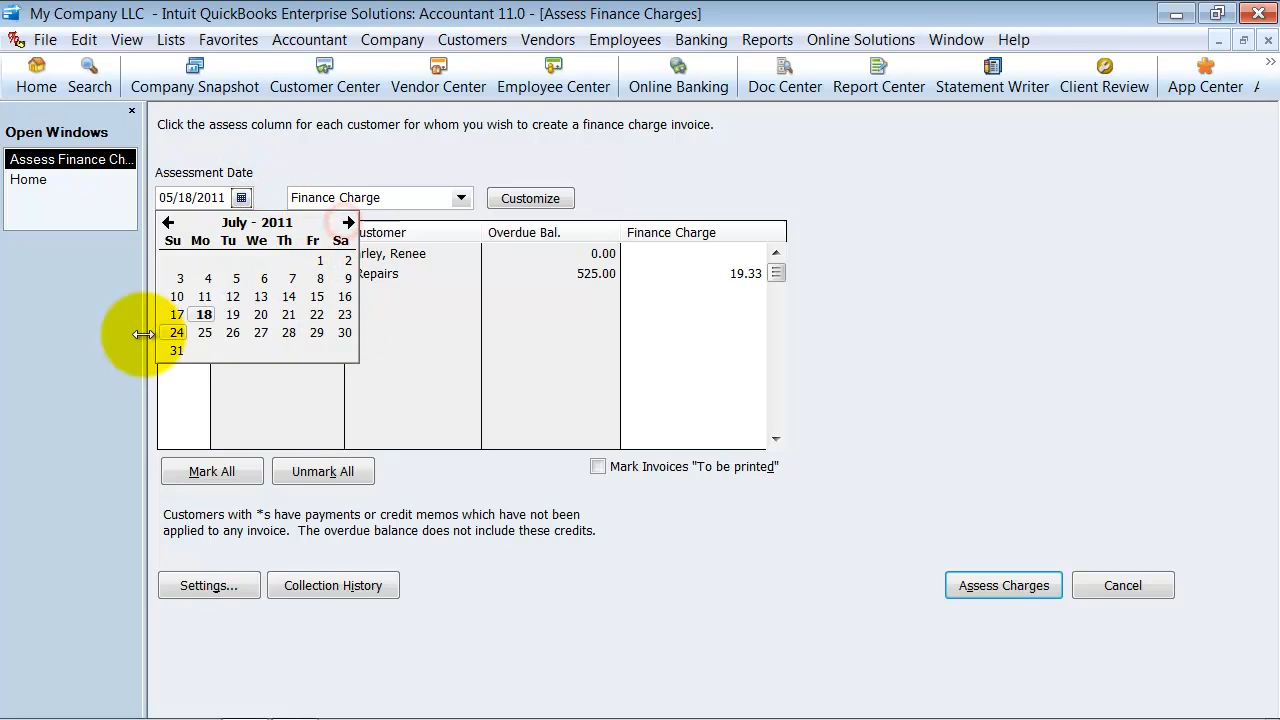 My Company LLC - Intuit QuickBooks Enterprise Solutions: Accountant 11.0 - [Assess Finance Charges]
File Edit View Lists Favorites Accountant Company Customers Vendors Employees Banking Reports Online Solutions Window Help
Home Search Company Snapshot Customer Center Vendor Center Employee Center Online Banking Doc Center Report Center Statement Writer Client Review App Center
Open Windows
Assess Finance Ch...
Home
Click the assess column for each customer for whom you wish to create a finance charge invoice.
Assessment Date
05/18/2011 Finance Charge Customize
July - 2011
Su Mo Tu We Th Fr Sa
1 2
3 4 5 6 7 8 9
10 11 12 13 14 15 16
17 18 19 20 21 22 23
24 25 26 27 28 29 30
31
ustomer Overdue Bal. Finance Charge
rley, Renee 0.00
Repairs 525.00 19.33
Mark All Unmark All Mark Invoices "To be printed"
Customers with *s have payments or credit memos which have not been
applied to any invoice. The overdue balance does not include these credits.
Settings... Collection History Assess Charges Cancel